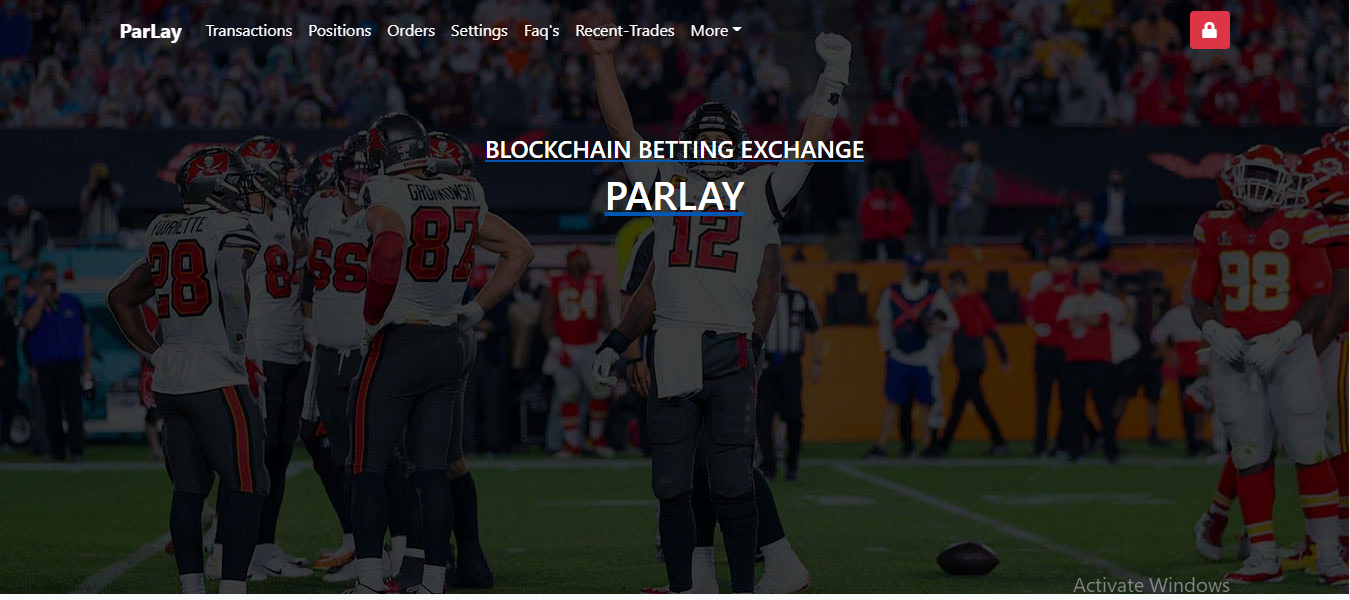 ParLay Transactions Positions Orders Settings Faq's Recent-Trades More
BLOCKCHAIN BETTING EXCHANGE
PARLAY
GRONKOWSKI
FOURNETTE
28
8
66
87
12
64
98
Activate Windows